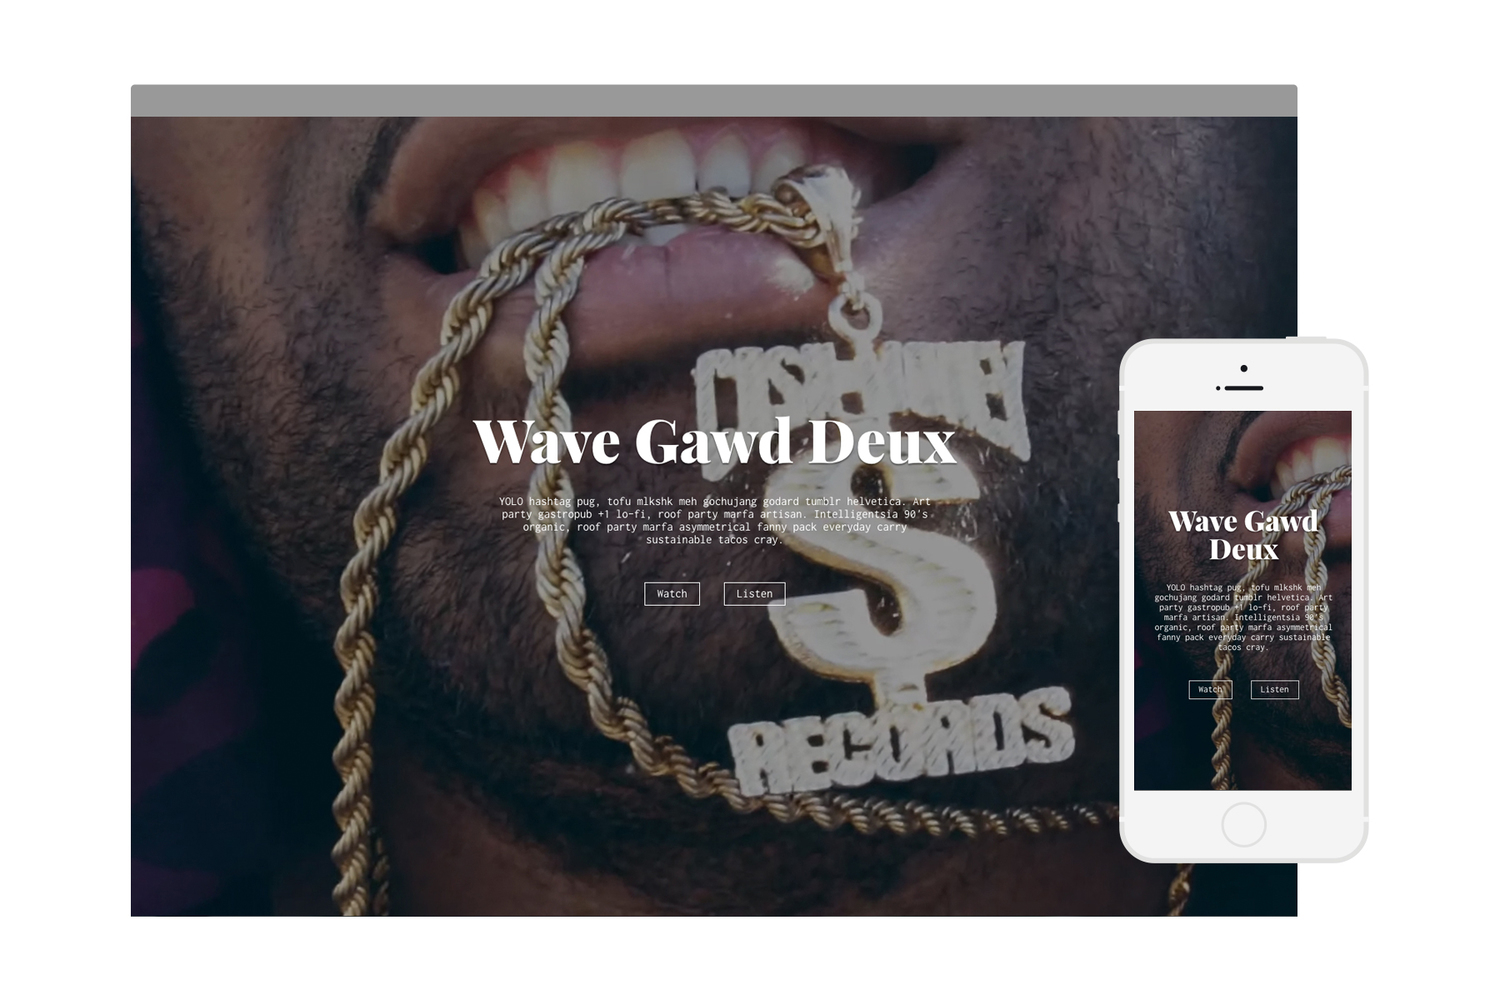 Wave Gawd Deux
YOLO hashtag pug, tofu mlkshk meh gochujang godard tumblr helvetica. Art
party gastropub +1 lo-fi, roof party marfa artisan. Intelligentsia 90's
organic, roof party marfa asymmetrical fanny pack everyday carry
sustainable tacos cray.
Watch Listen
$
RECORDS
Wave Gawd
Deux
YOLO hashtag pug, tofu mlkshk meh
gochujang godard tumblr helvetica. Art
party gastropub +1 lo-fi, roof party
marfa artisan. Intelligentsia 90's
organic, roof party marfa asymmetrical
fanny pack everyday carry sustainable
tacos cray.
Watch Listen